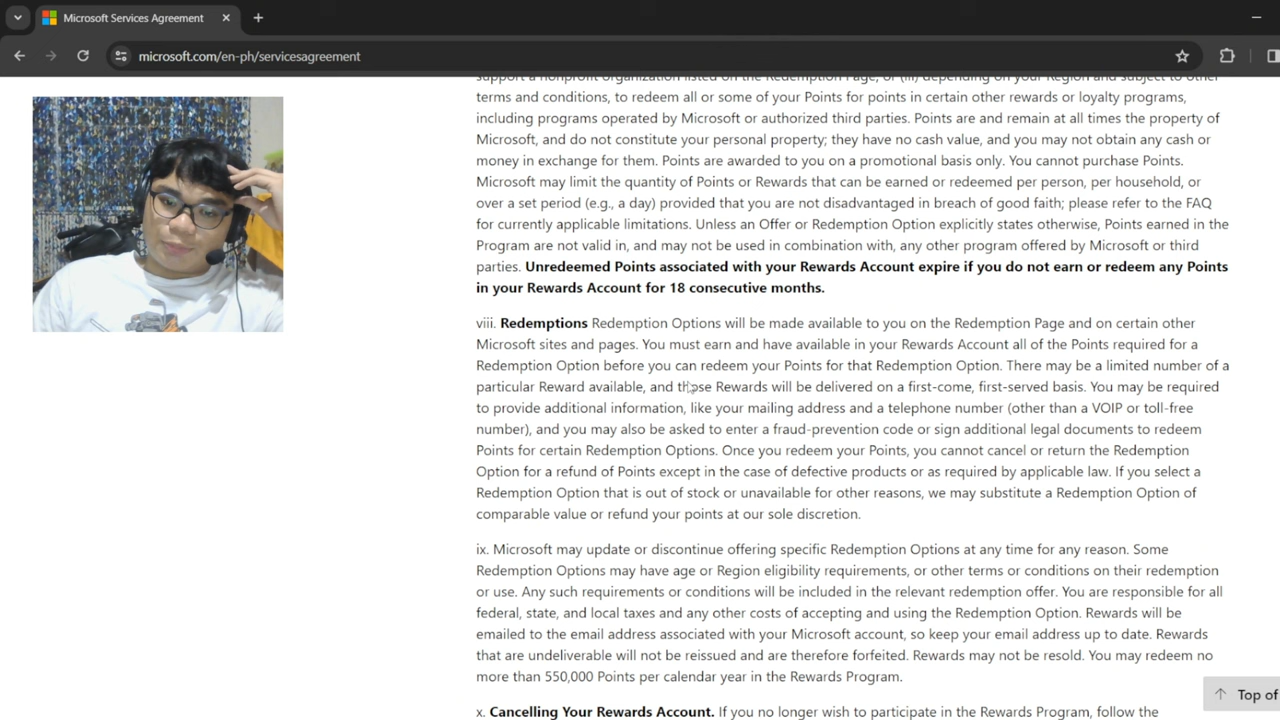 Microsoft Services Agreement
microsoft.com/en-ph/servicesagreement
support a nonprofit organization listed on the Redemption Page, or (iii) depending on your Region and subject to other
terms and conditions, to redeem all or some of your Points for points in certain other rewards or loyalty programs,
including programs operated by Microsoft or authorized third parties. Points are and remain at all times the property of
Microsoft, and do not constitute your personal property; they have no cash value, and you may not obtain any cash or
money in exchange for them. Points are awarded to you on a promotional basis only. You cannot purchase Points.
Microsoft may limit the quantity of Points or Rewards that can be earned or redeemed per person, per household, or
over a set period (e.g., a day) provided that you are not disadvantaged in breach of good faith; please refer to the FAQ
for currently applicable limitations. Unless an Offer or Redemption Option explicitly states otherwise, Points earned in the
Program are not valid in, and may not be used in combination with, any other program offered by Microsoft or third
parties. Unredeemed Points associated with your Rewards Account expire if you do not earn or redeem any Points
in your Rewards Account for 18 consecutive months.
viii. Redemptions Redemption Options will be made available to you on the Redemption Page and on certain other
Microsoft sites and pages. You must earn and have available in your Rewards Account all of the Points required for a
Redemption Option before you can redeem your Points for that Redemption Option. There may be a limited number of a
particular Reward available, and those Rewards will be delivered on a first-come, first-served basis. You may be required
to provide additional information, like your mailing address and a telephone number (other than a VOIP or toll-free
number), and you may also be asked to enter a fraud-prevention code or sign additional legal documents to redeem
Points for certain Redemption Options. Once you redeem your Points, you cannot cancel or return the Redemption
Option for a refund of Points except in the case of defective products or as required by applicable law. If you select a
Redemption Option that is out of stock or unavailable for other reasons, we may substitute a Redemption Option of
comparable value or refund your points at our sole discretion.
ix. Microsoft may update or discontinue offering specific Redemption Options at any time for any reason. Some
Redemption Options may have age or Region eligibility requirements, or other terms or conditions on their redemption
or use. Any such requirements or conditions will be included in the relevant redemption offer. You are responsible for all
federal, state, and local taxes and any other costs of accepting and using the Redemption Option. Rewards will be
emailed to the email address associated with your Microsoft account, so keep your email address up to date. Rewards
that are undeliverable will not be reissued and are therefore forfeited. Rewards may not be resold. You may redeem no
more than 550,000 Points per calendar year in the Rewards Program.
Top of
x. Cancelling Your Rewards Account. If you no longer wish to participate in the Rewards Program, follow the